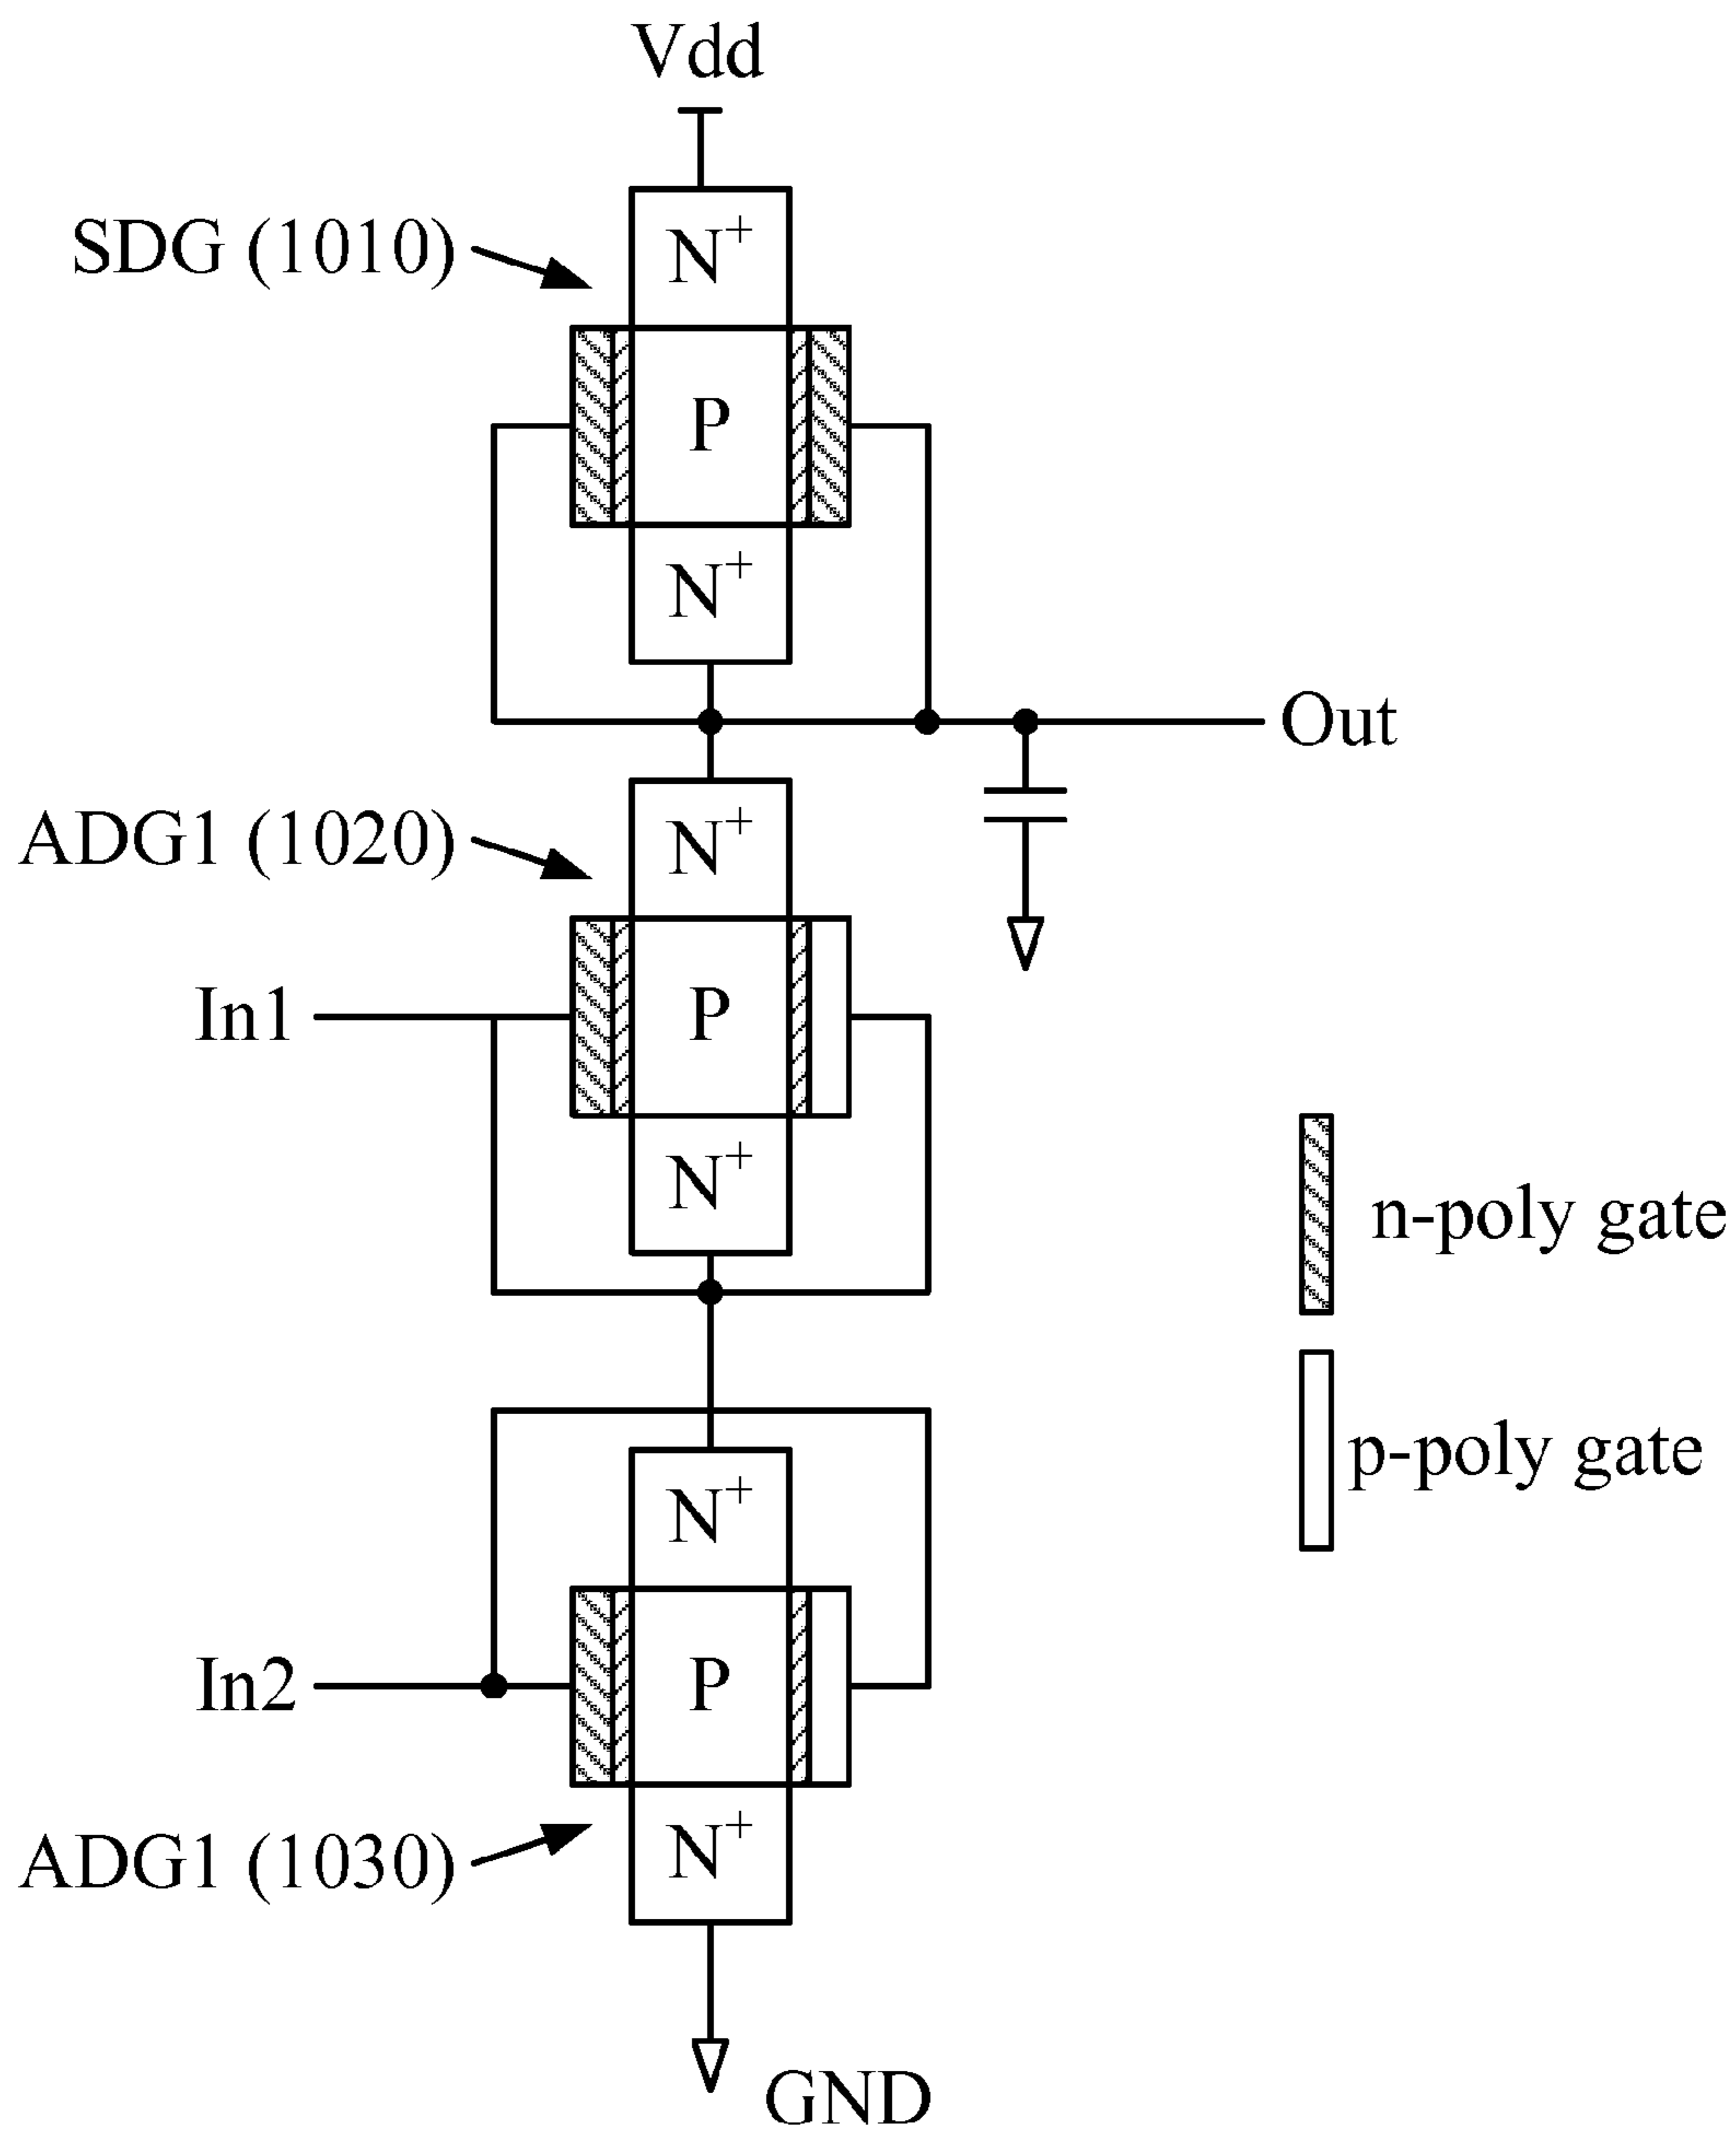 Vdd
SDG (1010)
N+
P
N+
Out
ADG1 (1020)
N+
In1
P
N+
n-poly gate
p-poly gate
N+
In2
P
ADG1 (1030)
N+
GND